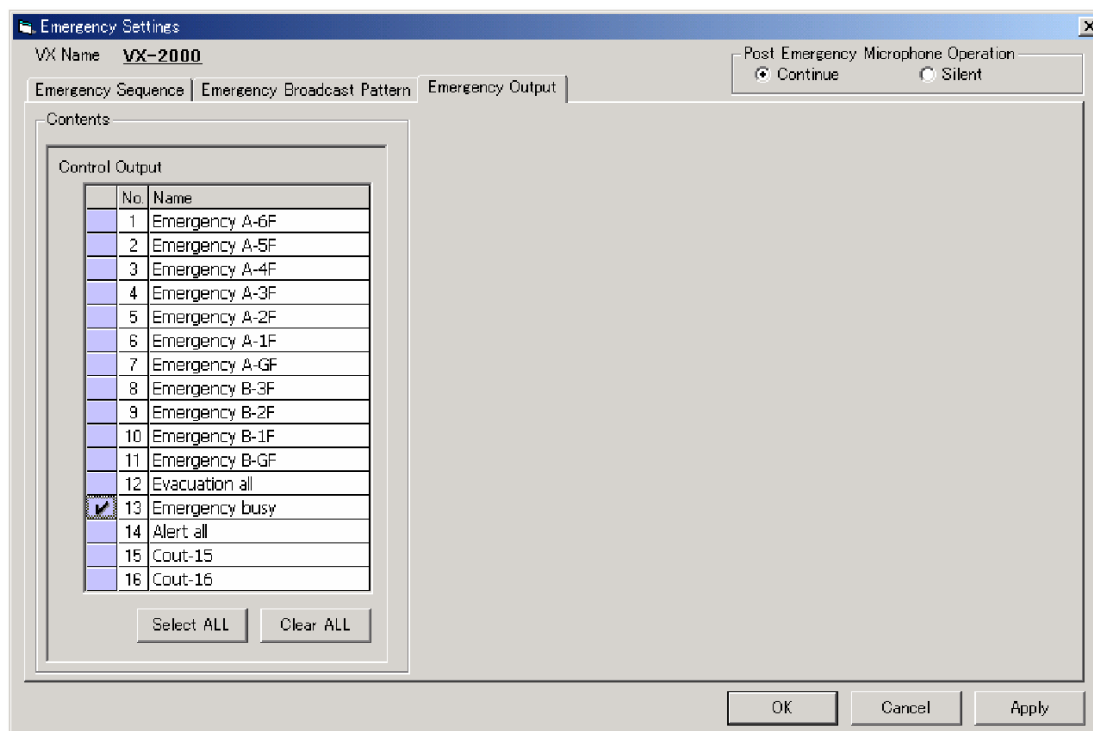 Emergency Settings
VX Name VX-2000
Post Emergency Microphone Operation
Continue Silent
Emergency Sequence Emergency Broadcast Pattern Emergency Output
Contents
Control Output
No. Name
1 Emergency A-6F
2 Emergency A-5F
3 Emergency A-4F
4 Emergency A-3F
5 Emergency A-2F
6 Emergency A-1F
7 Emergency A-GF
8 Emergency B-3F
9 Emergency B-2F
10 Emergency B-1F
11 Emergency B-GF
12 Evacuation all
13 Emergency busy
14 Alert all
15 Cout-15
16 Cout-16
Select ALL Clear ALL
OK Cancel Apply